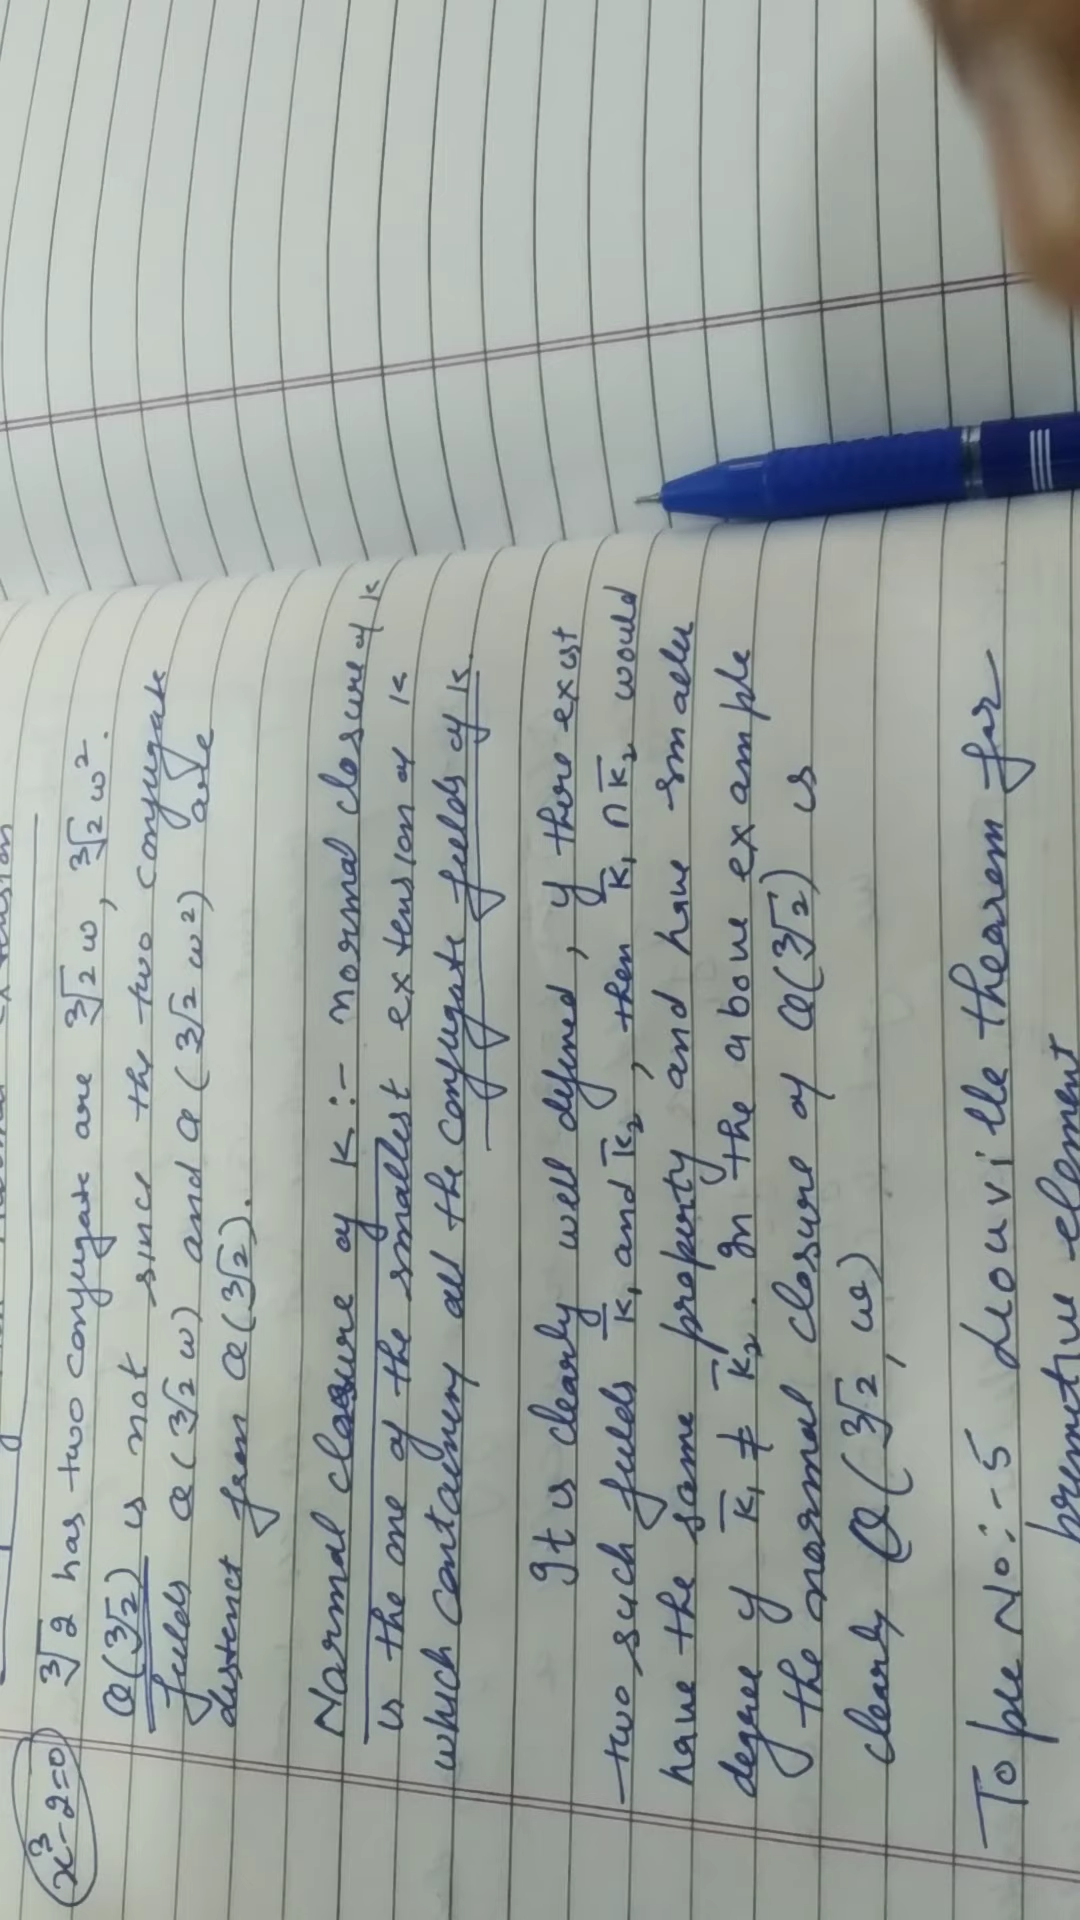 x³-2=0
∛2 has two conjugate are ∛2 ω, ∛2 ω².
Q(∛2) is not since the two conjugate
fields Q(∛2 ω) and Q(∛2 ω²) are
distinct from Q(∛2).
Normal closure of K :- normal closure of K
is the one of the smallest extension of K
which containing all the conjugate fields of K.
It is clearly well defined, if there exist
two such fields K̅₁ and K̅₂, then K̅₁ ∩ K̅₂ would
have the same property and have smaller
degree if K̅₁ ≠ K̅₂. In the above example
the normal closure of Q(∛2) is
clearly Q(∛2, ω)
Topic No:-5 Liouville theorem for
primitive element